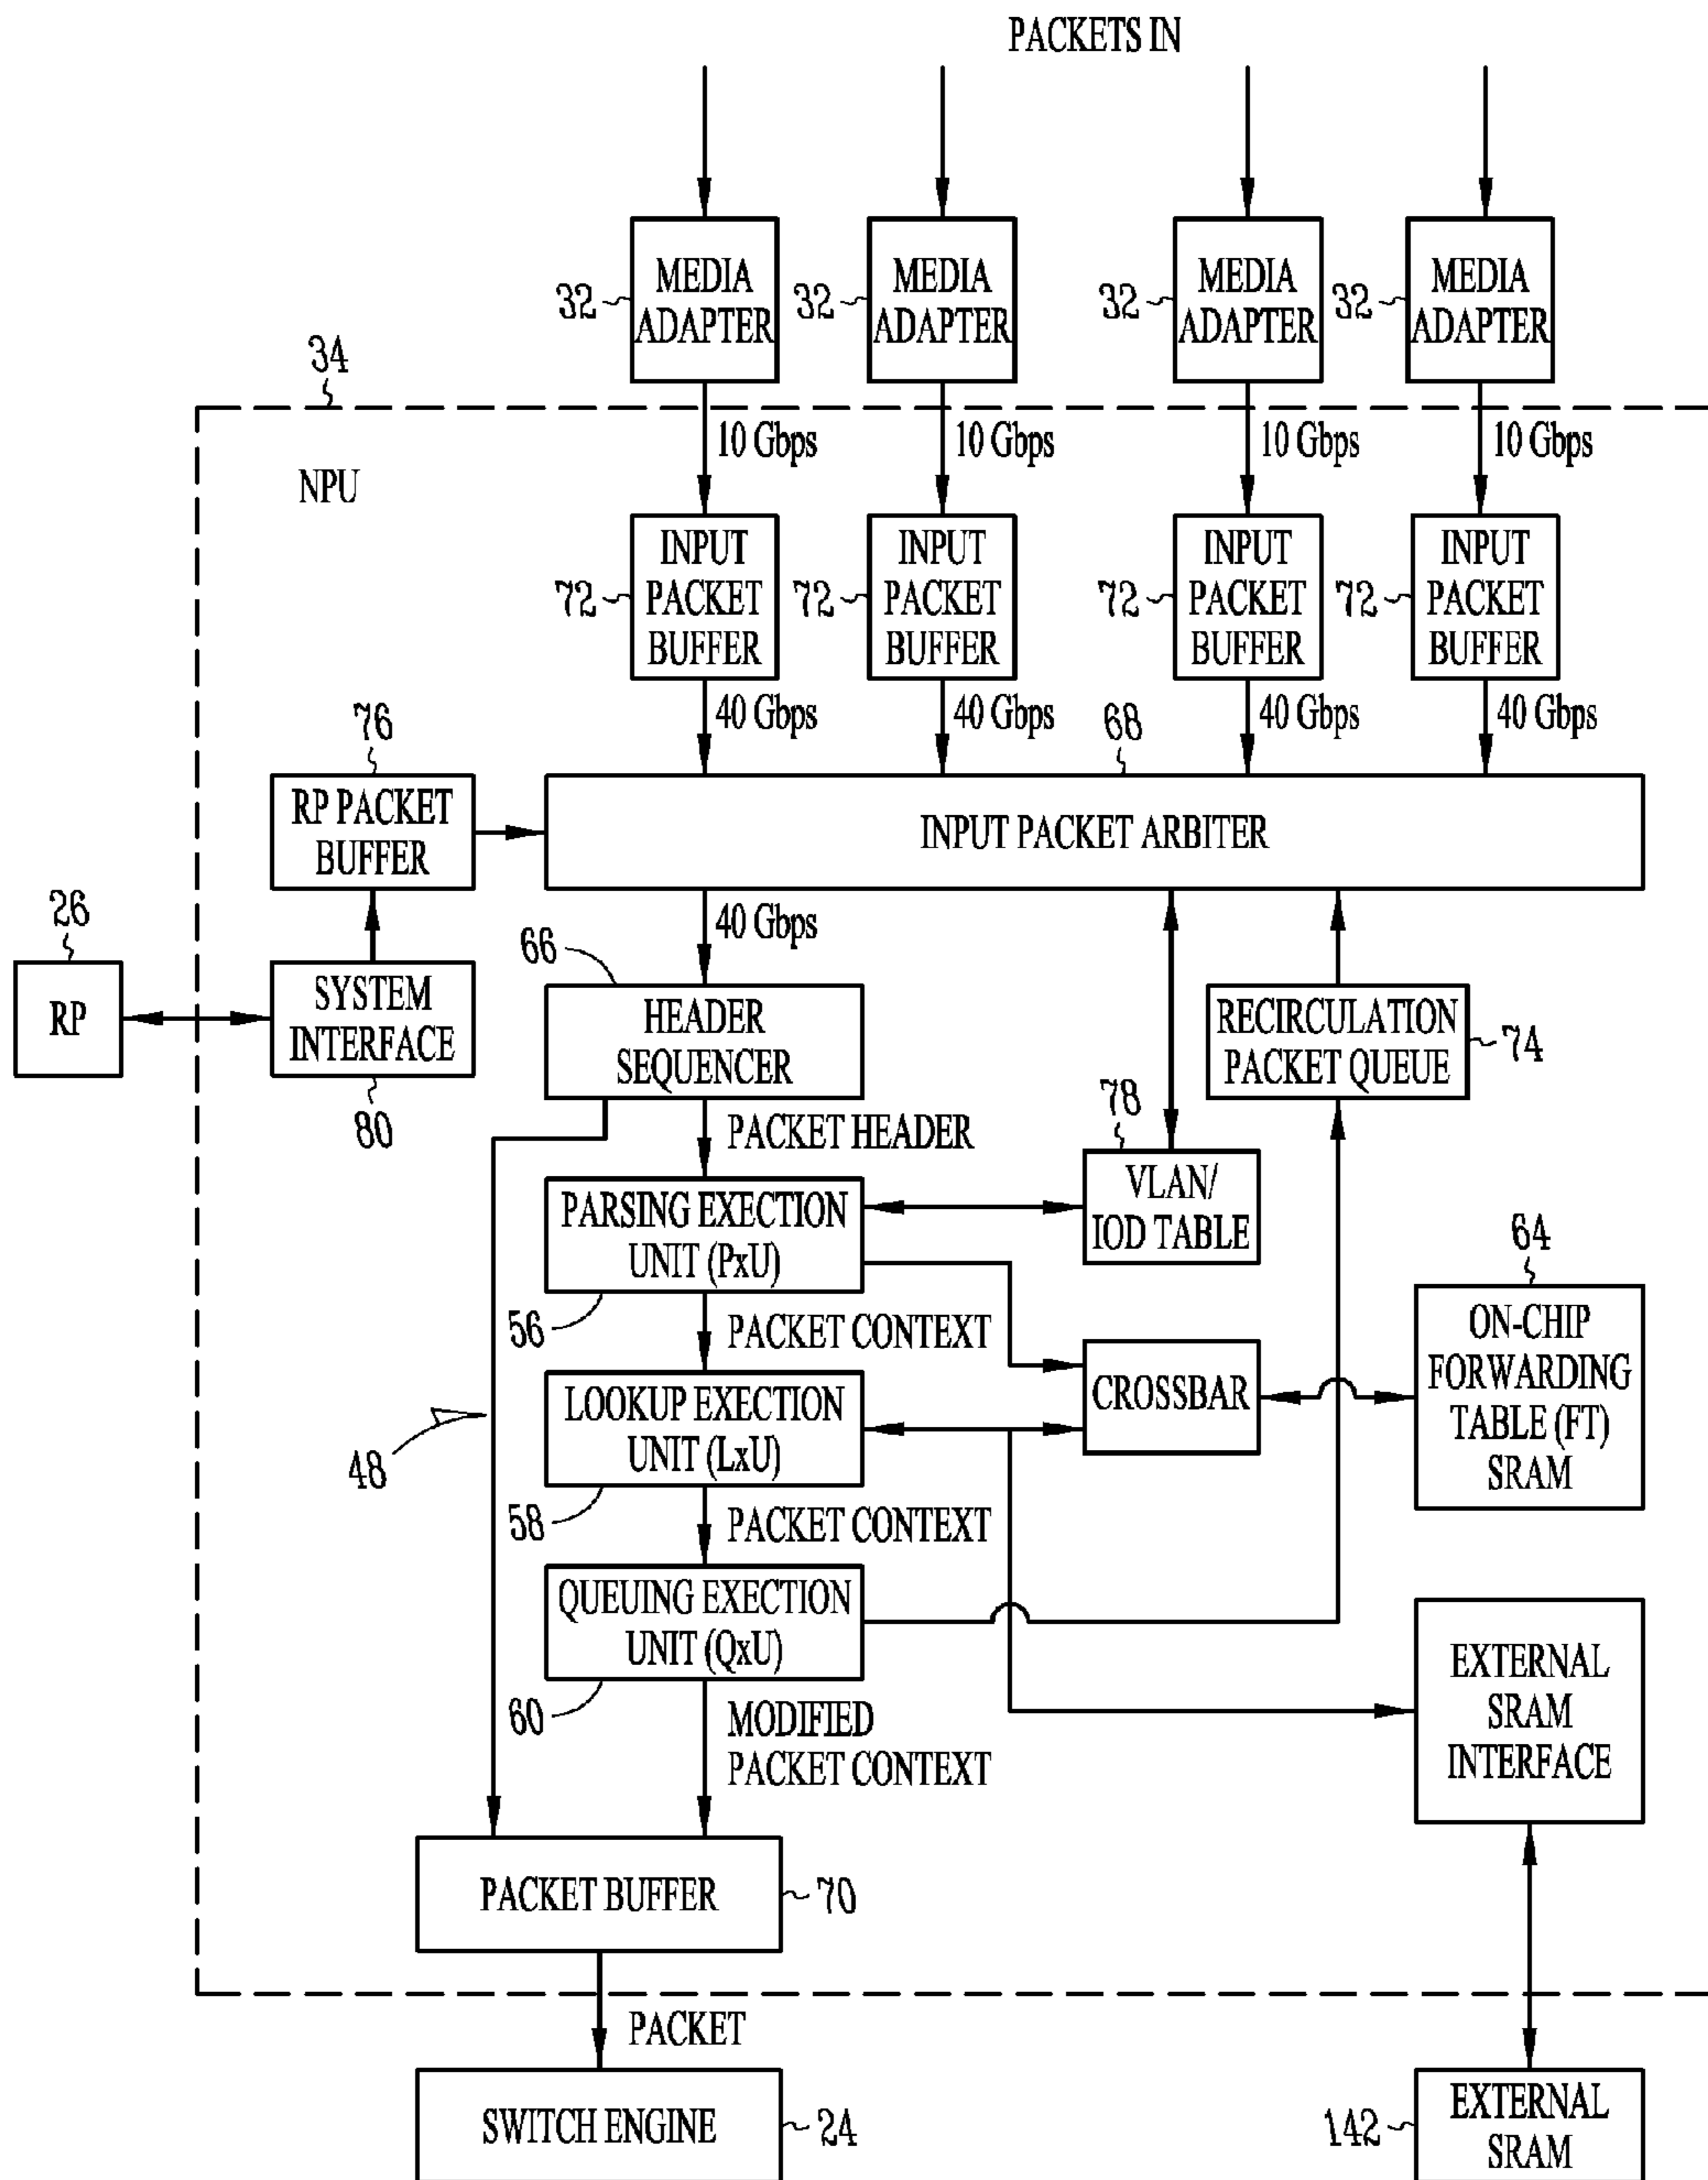 PACKETS IN
MEDIA
ADAPTER
32
MEDIA
ADAPTER
32
MEDIA
ADAPTER
32
MEDIA
ADAPTER
32
34
NPU
10 Gbps
10 Gbps
10 Gbps
10 Gbps
INPUT
PACKET
BUFFER
72
INPUT
PACKET
BUFFER
72
INPUT
PACKET
BUFFER
72
INPUT
PACKET
BUFFER
72
40 Gbps
40 Gbps
40 Gbps
40 Gbps
68
76
RP PACKET
BUFFER
INPUT PACKET ARBITER
26
RP
SYSTEM
INTERFACE
80
40 Gbps
66
HEADER
SEQUENCER
RECIRCULATION
PACKET QUEUE
74
PACKET HEADER
78
VLAN/
IOD TABLE
PARSING EXECTION
UNIT (PxU)
56
PACKET CONTEXT
64
ON-CHIP
FORWARDING
TABLE (FT)
SRAM
CROSSBAR
LOOKUP EXECTION
UNIT (LxU)
48
58
PACKET CONTEXT
QUEUING EXECTION
UNIT (QxU)
60
MODIFIED
PACKET CONTEXT
EXTERNAL
SRAM
INTERFACE
PACKET BUFFER
70
PACKET
SWITCH ENGINE
24
142
EXTERNAL
SRAM